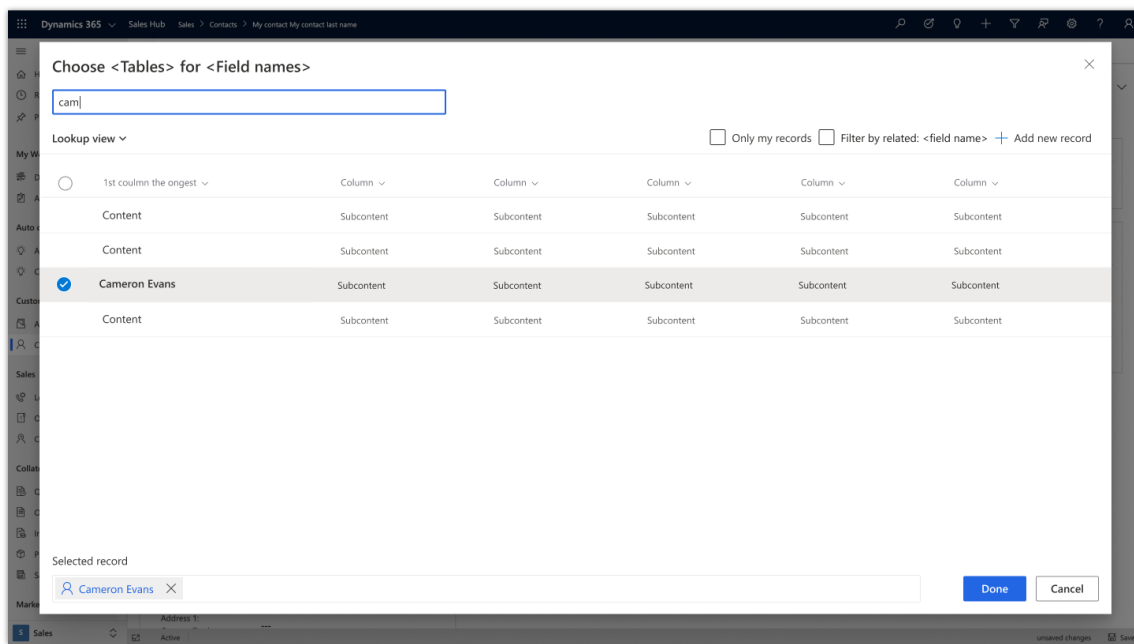 Dynamics 365 Sales Hub Sales > Contacts > My contact My contact last name
Choose <Tables> for <Field names>
cam
Lookup view Only my records Filter by related: <field name> Add new record
1st coulmn the ongest Column Column Column Column Column
Content Subcontent Subcontent Subcontent Subcontent Subcontent
Content Subcontent Subcontent Subcontent Subcontent Subcontent
Cameron Evans Subcontent Subcontent Subcontent Subcontent Subcontent
Content Subcontent Subcontent Subcontent Subcontent Subcontent
My W
Auto
Custo
Sales
Collab
Marke
Selected record
Cameron Evans Done Cancel
Address 1:
---
S Sales Active unsaved changes Save